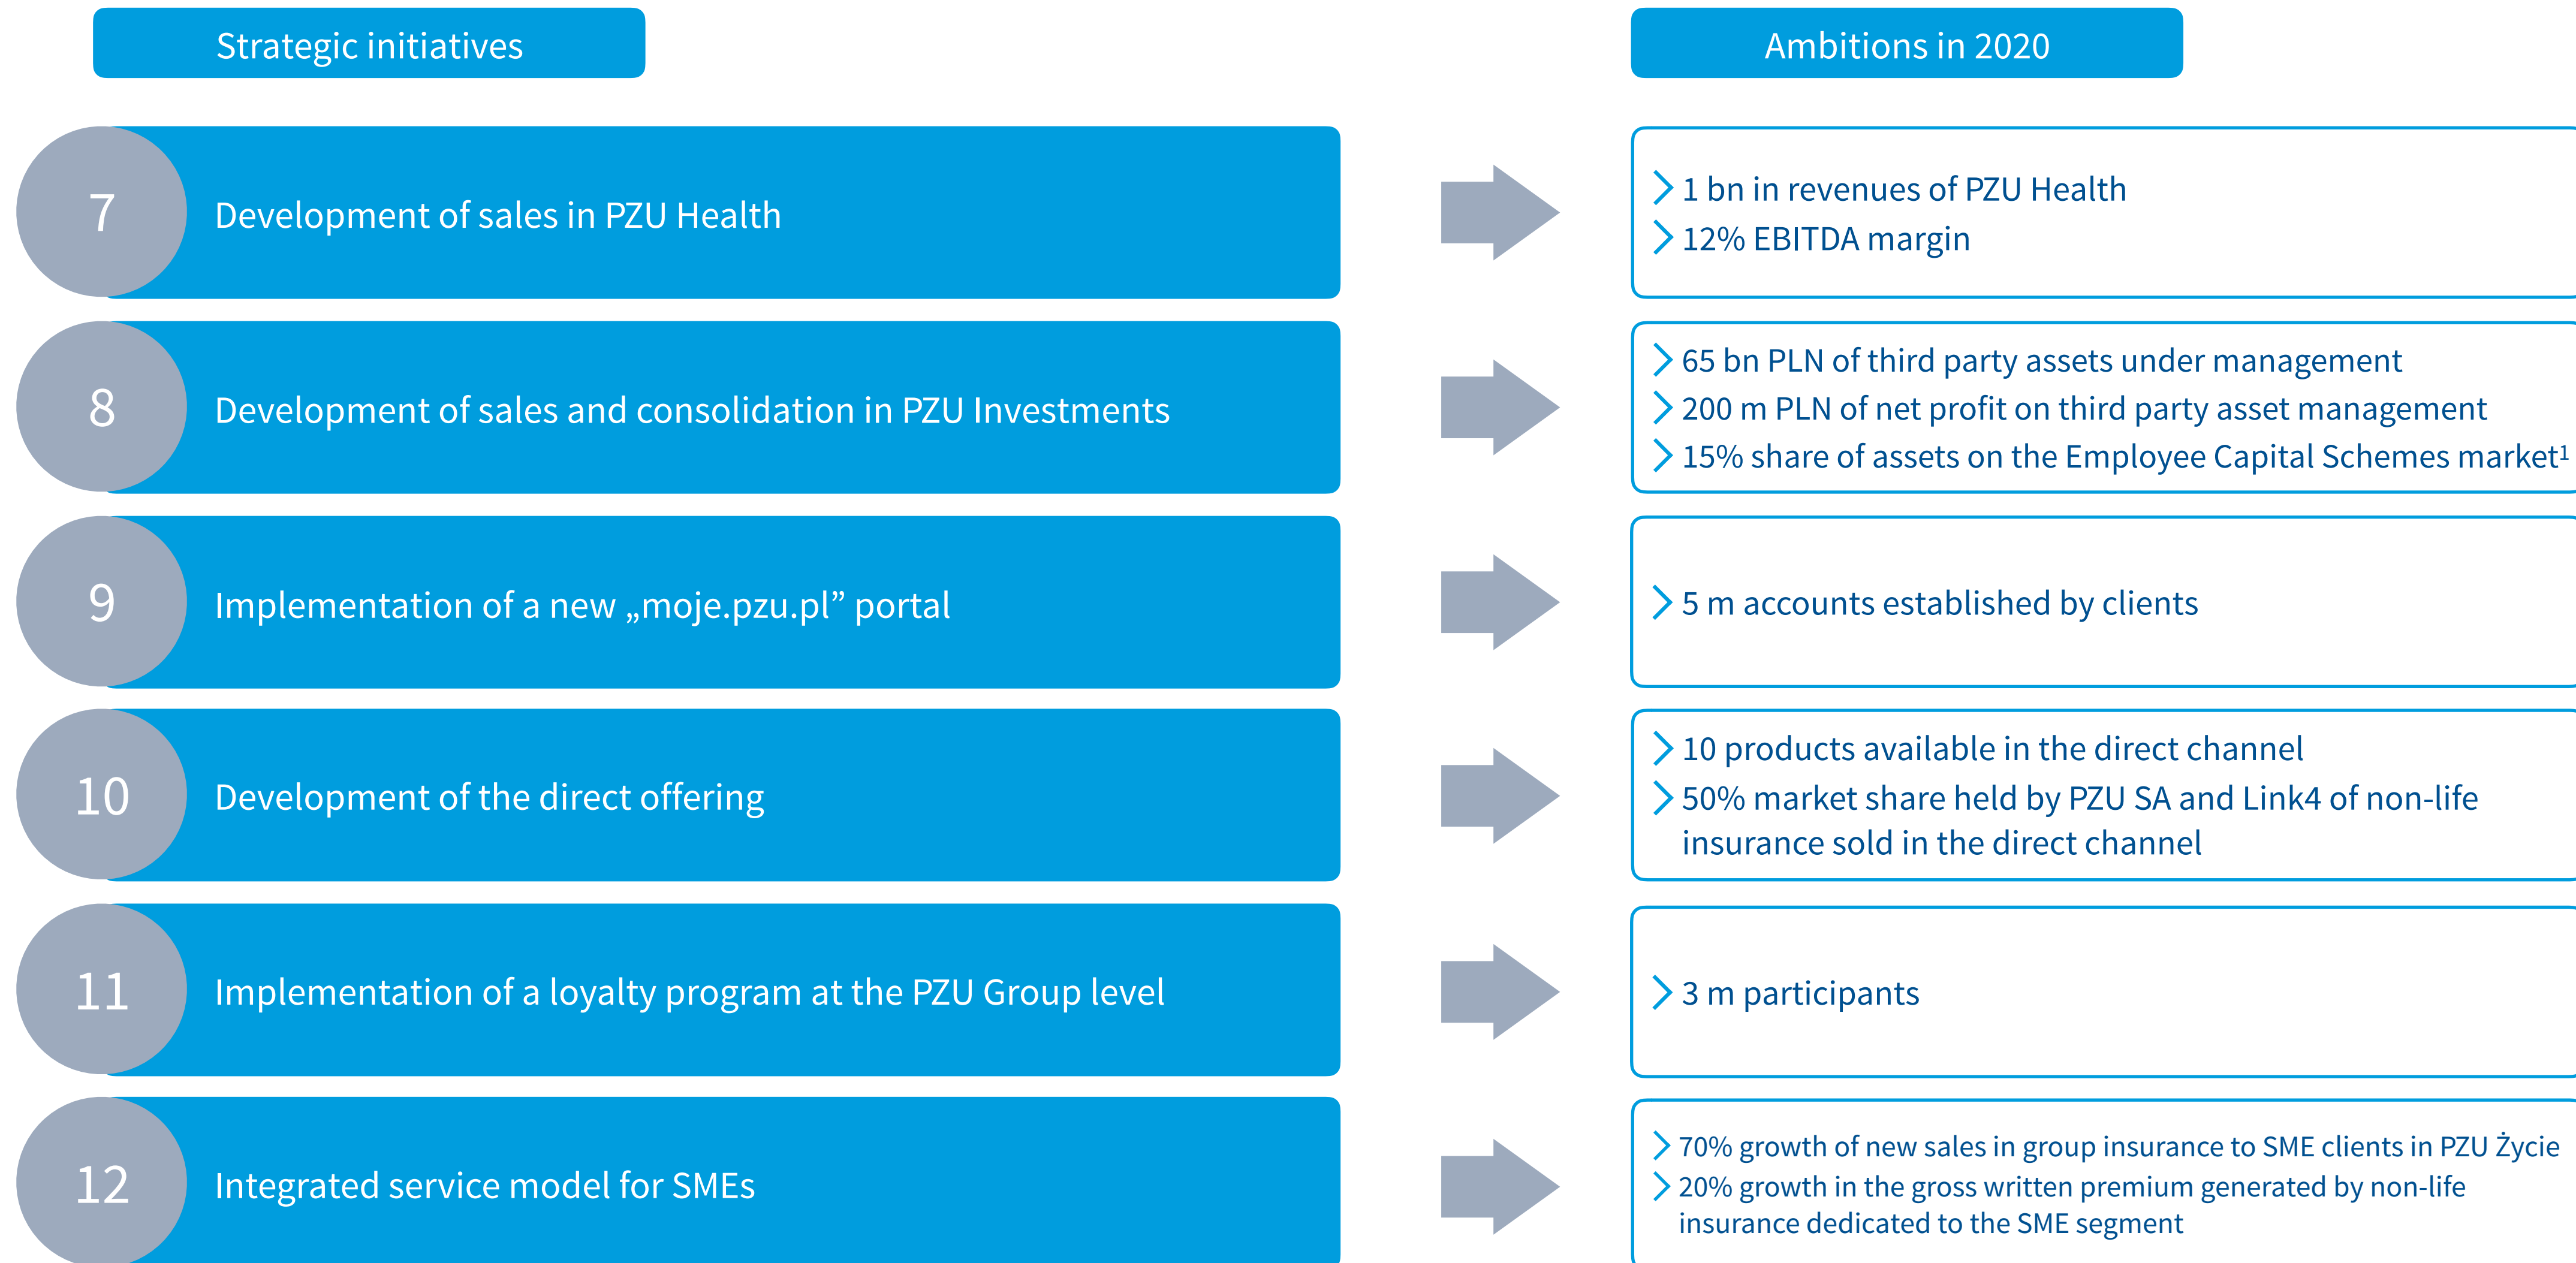 Strategic initiatives
Ambitions in 2020
7
Development of sales in PZU Health
1 bn in revenues of PZU Health
12% EBITDA margin
8
Development of sales and consolidation in PZU Investments
65 bn PLN of third party assets under management
200 m PLN of net profit on third party asset management
15% share of assets on the Employee Capital Schemes market¹
9
Implementation of a new „moje.pzu.pl” portal
5 m accounts established by clients
10
Development of the direct offering
10 products available in the direct channel
50% market share held by PZU SA and Link4 of non-life
insurance sold in the direct channel
11
Implementation of a loyalty program at the PZU Group level
3 m participants
12
Integrated service model for SMEs
70% growth of new sales in group insurance to SME clients in PZU Życie
20% growth in the gross written premium generated by non-life
insurance dedicated to the SME segment